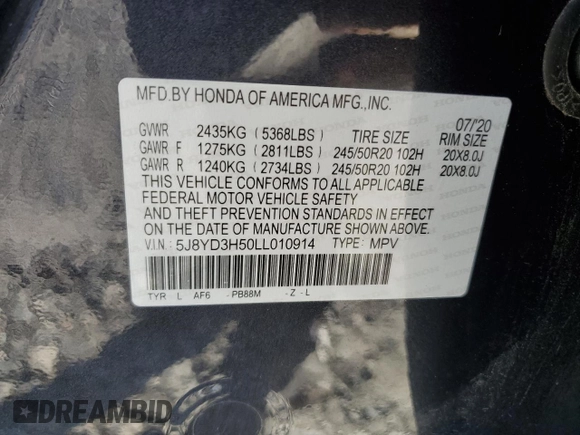 MFD.BY HONDA OF AMERICA MFG.,INC.
07/'20
GVWR 2435KG (5368LBS) TIRE SIZE RIM SIZE
GAWR F 1275KG (2811LBS) 245/50R20 102H 20X8.0J
GAWR R 1240KG (2734LBS) 245/50R20 102H 20X8.0J
THIS VEHICLE CONFORMS TO ALL APPLICABLE
FEDERAL MOTOR VEHICLE SAFETY
AND THEFT PREVENTION STANDARDS IN EFFECT
ON THE DATE OF MANUFACTURE SHOWN ABOVE.
V.I.N: 5J8YD3H50LL010914 TYPE: MPV
TYR L AF6 -PB88M -Z-L
DREAMBID